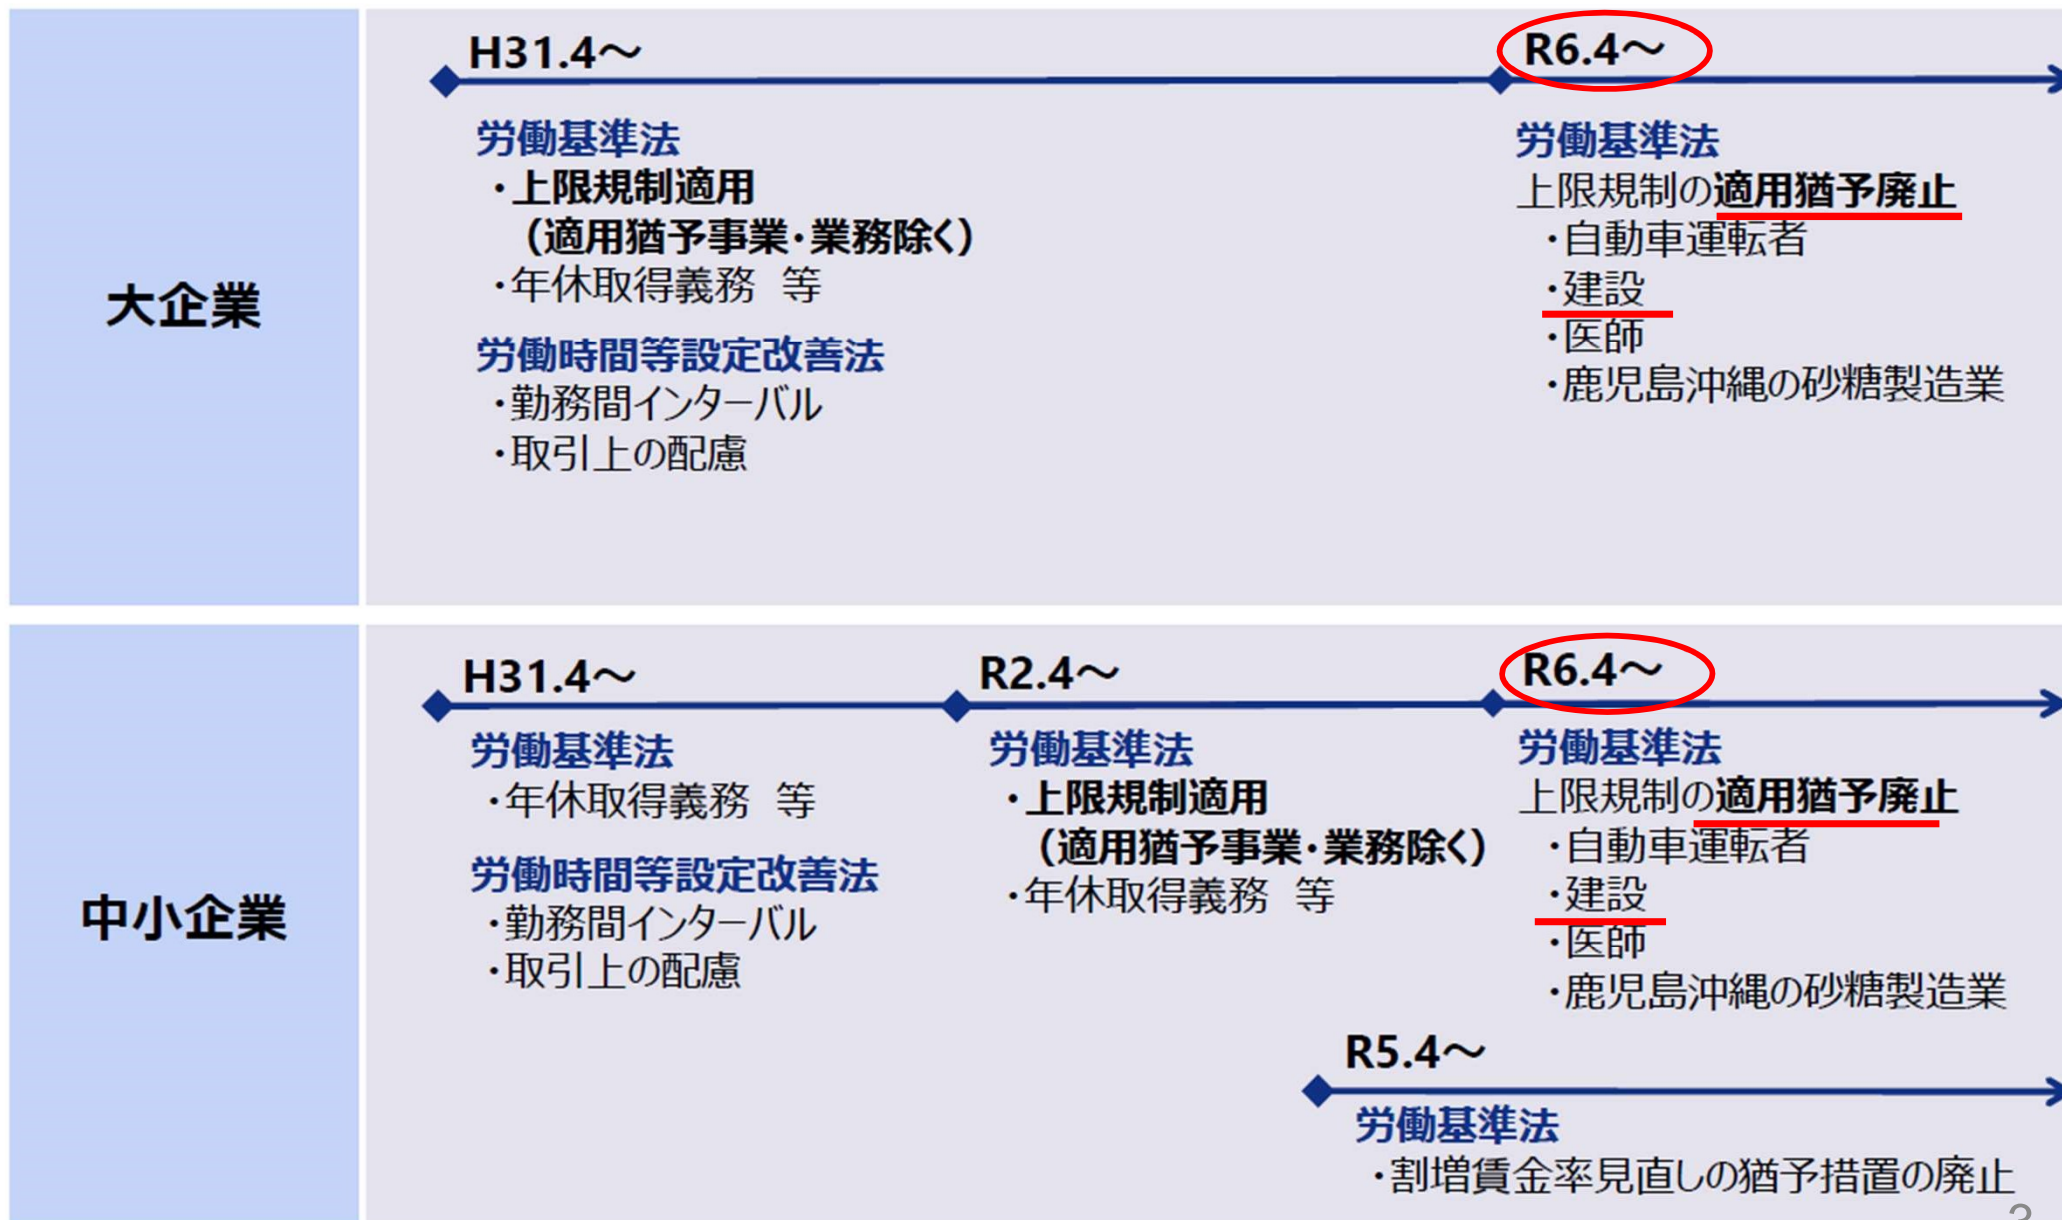 大企業
H31.4～
労働基準法
・上限規制適用
（適用猶予事業・業務除く）
・年休取得義務　等
労働時間等設定改善法
・勤務間インターバル
・取引上の配慮
R6.4～
労働基準法
上限規制の適用猶予廃止
・自動車運転者
・建設
・医師
・鹿児島沖縄の砂糖製造業
中小企業
H31.4～
労働基準法
・年休取得義務　等
労働時間等設定改善法
・勤務間インターバル
・取引上の配慮
R2.4～
労働基準法
・上限規制適用
（適用猶予事業・業務除く）
・年休取得義務　等
R6.4～
労働基準法
上限規制の適用猶予廃止
・自動車運転者
・建設
・医師
・鹿児島沖縄の砂糖製造業
R5.4～
労働基準法
・割増賃金率見直しの猶予措置の廃止